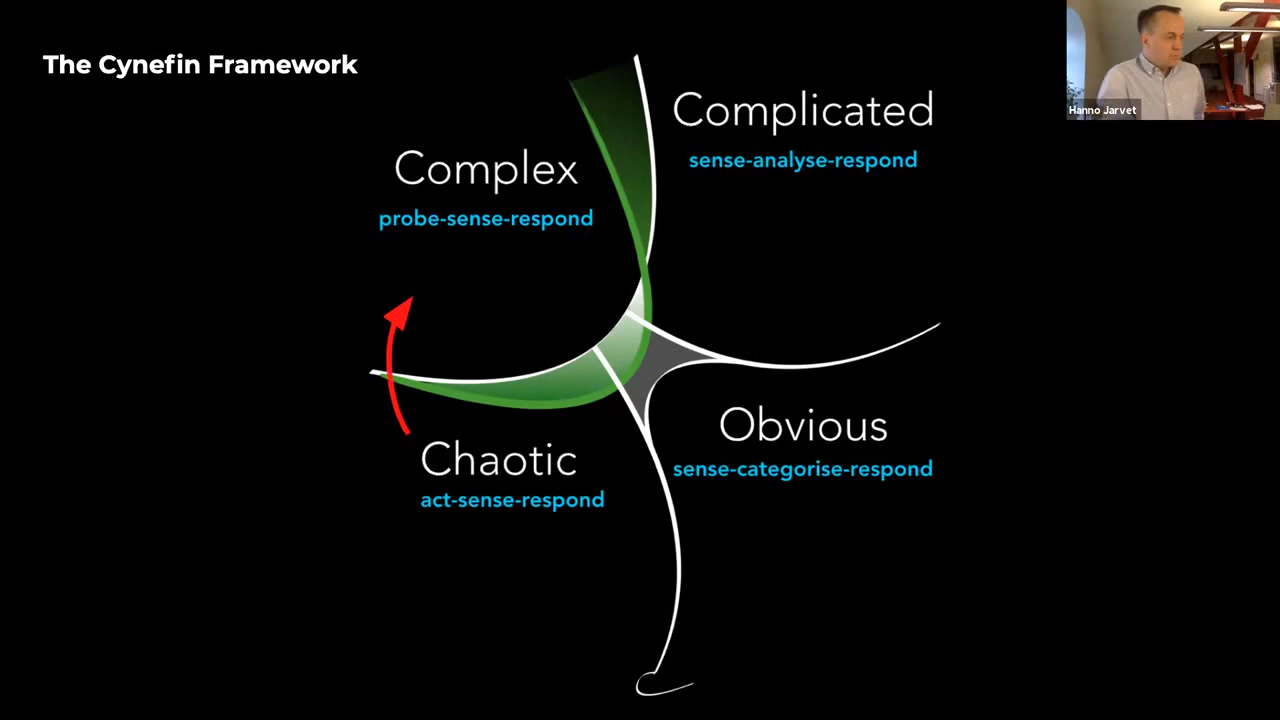 The Cynefin Framework
Hanno Jarvet
Complicated
sense-analyse-respond
Complex
probe-sense-respond
Obvious
sense-categorise-respond
Chaotic
act-sense-respond